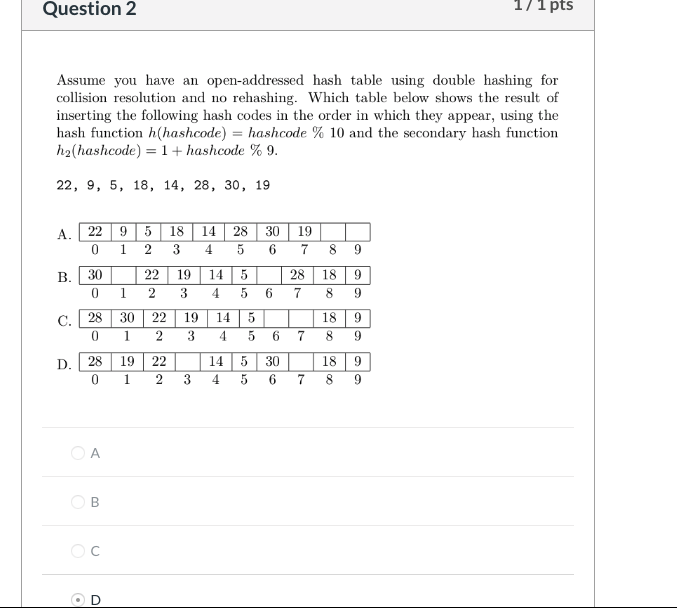 Question 2
1 / 1 pts
Assume you have an open-addressed hash table using double hashing for
collision resolution and no rehashing. Which table below shows the result of
inserting the following hash codes in the order in which they appear, using the
hash function h(hashcode) = hashcode % 10 and the secondary hash function
h₂(hashcode) = 1 + hashcode % 9.
22, 9, 5, 18, 14, 28, 30, 19
A. 22 9 5 18 14 28 30 19
0 1 2 3 4 5 6 7 8 9
B. 30 22 19 14 5 28 18 9
0 1 2 3 4 5 6 7 8 9
C. 28 30 22 19 14 5 18 9
0 1 2 3 4 5 6 7 8 9
D. 28 19 22 14 5 30 18 9
0 1 2 3 4 5 6 7 8 9
A
B
C
D